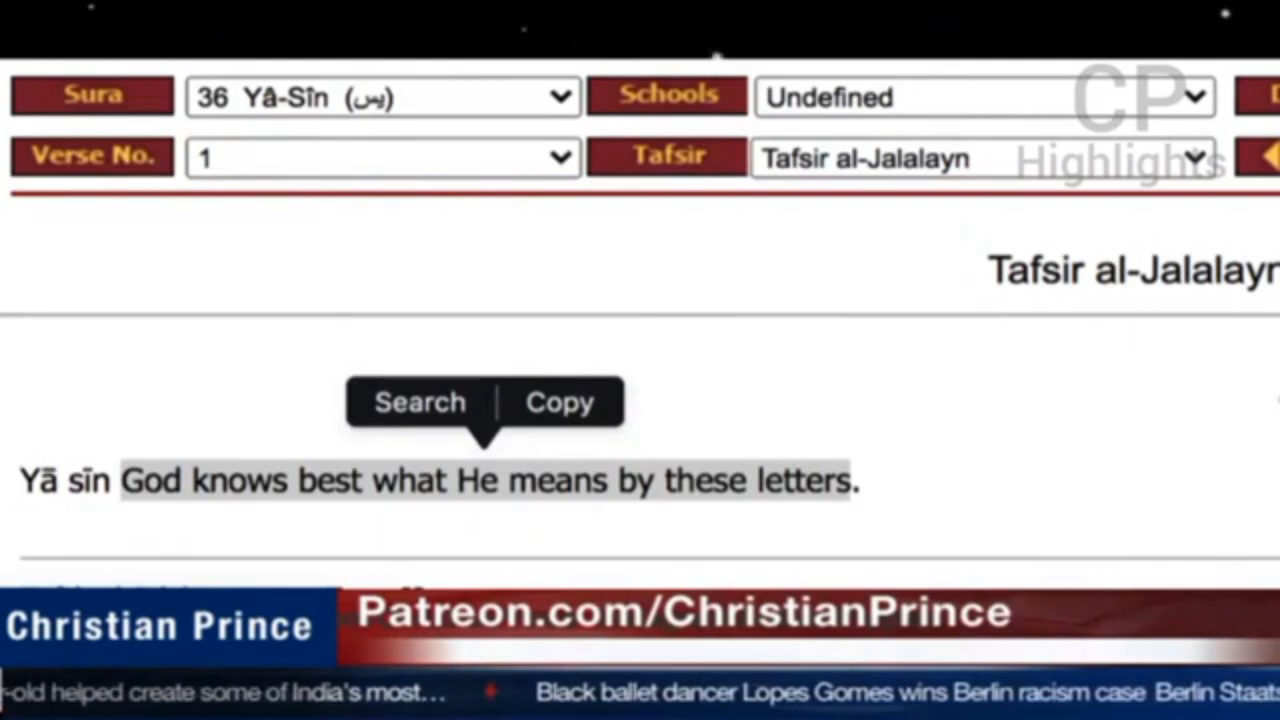 Sura 36 Yâ-Sîn (يس) Schools Undefined
CP
Verse No. 1 Tafsir Tafsir al-Jalalayn
Highlights
Tafsir al-Jalalayn
Search Copy
Yā sīn God knows best what He means by these letters.
Christian Prince Patreon.com/ChristianPrince
-old helped create some of India's most... Black ballet dancer Lopes Gomes wins Berlin racism case Berlin Staats